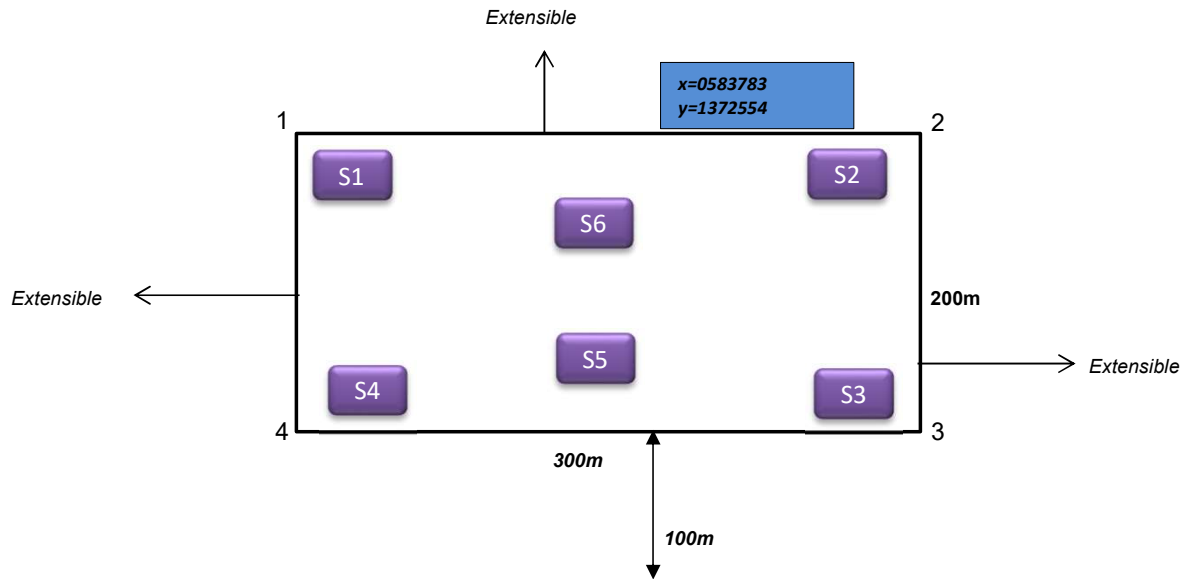 Extensible
x=0583783
y=1372554
1
2
S1
S2
S6
Extensible
200m
S5
Extensible
S4
S3
4
3
300m
100m